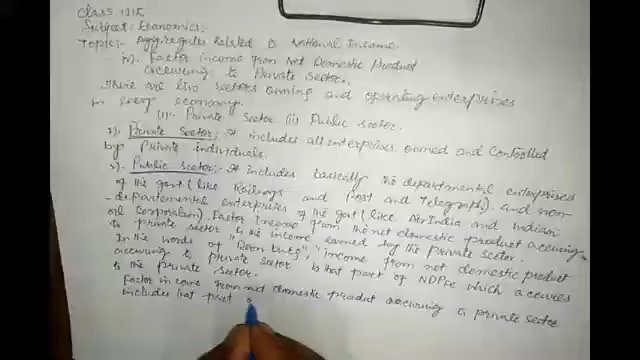 Class:- XIIth
Subject:- Economics:-
Topic:- Aggregates Related to National Income.
iv) Factor income from Net Domestic Product
accruing to Private Sector.
There are two sectors owning and operating enterprises
in every economy.
(i):- Private Sector (ii) Public sector.
1):- Private Sector:- It includes all enterprises owned and controlled
by Private individuals.
2):- Public sector:- It includes basically the departmental enterprises
of the govt (like Railways and Post and Telegraph) and non-
departmental enterprises of the govt (like Air India and Indian
oil Corporation). Factor Income from the net domestic product accruing
to private sector is the income earned by the Private sector.
In the words of income from net domestic product
accruing to private sector is that part of NDPFC which accrues
to the private sector.
Factor income from net domestic product accruing to private sector
includes that part